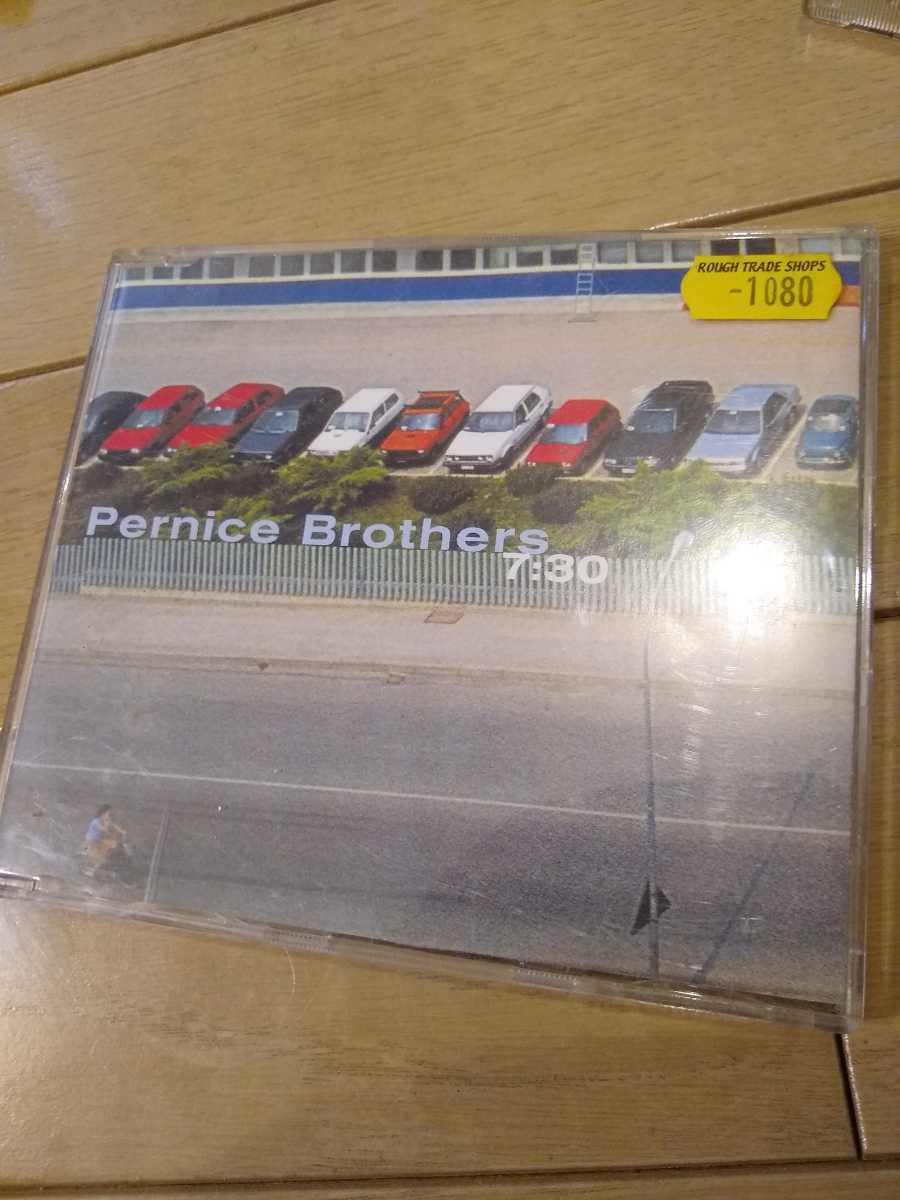 ROUGH TRADE SHOPS
-1080
Pernice Brothers
7:30